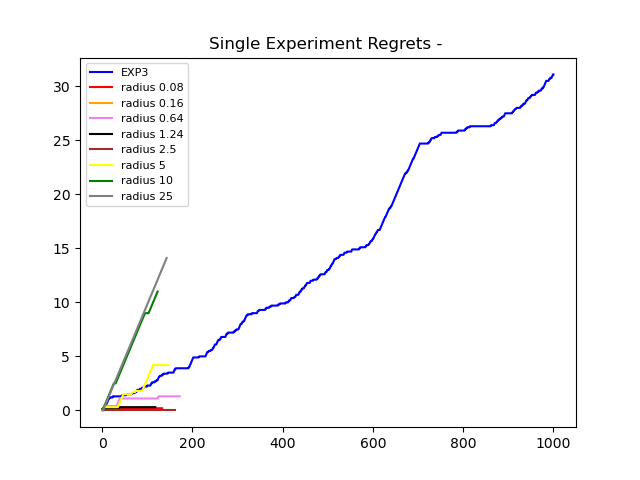 Single Experiment Regrets -
EXP3
radius 0.08
radius 0.16
radius 0.64
radius 1.24
radius 2.5
radius 5
radius 10
radius 25
30
25
20
15
10
5
0
0 200 400 600 800 1000